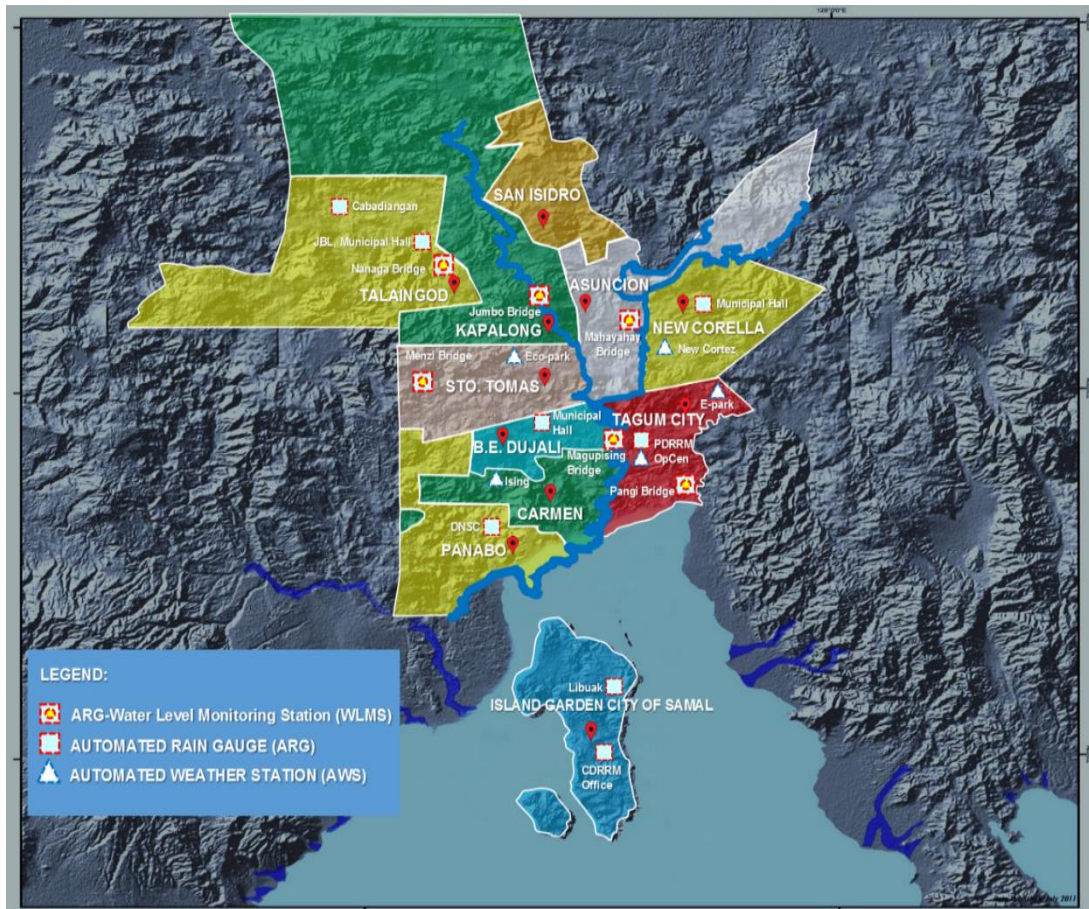 SAN ISIDRO
Cabadiangan
JBL, Municipal Hall
Nanaga Bridge
TALAINGOD
ASUNCION
Jumbo Bridge
KAPALONG
Municipal Hall
NEW CORELLA
Mahayahay
Bridge
New Cortez
Menzi Bridge
Eco-park
STO. TOMAS
E-park
TAGUM CITY
Municipal
Hall
B.E. DUJALI
PDRRM
OpCen
Magupising
Bridge
Ising
Pangi Bridge
CARMEN
DNSC
PANABO
Libuak
ISLAND GARDEN CITY OF SAMAL
CDRRM
Office
LEGEND:
ARG-Water Level Monitoring Station (WLMS)
AUTOMATED RAIN GAUGE (ARG)
AUTOMATED WEATHER STATION (AWS)